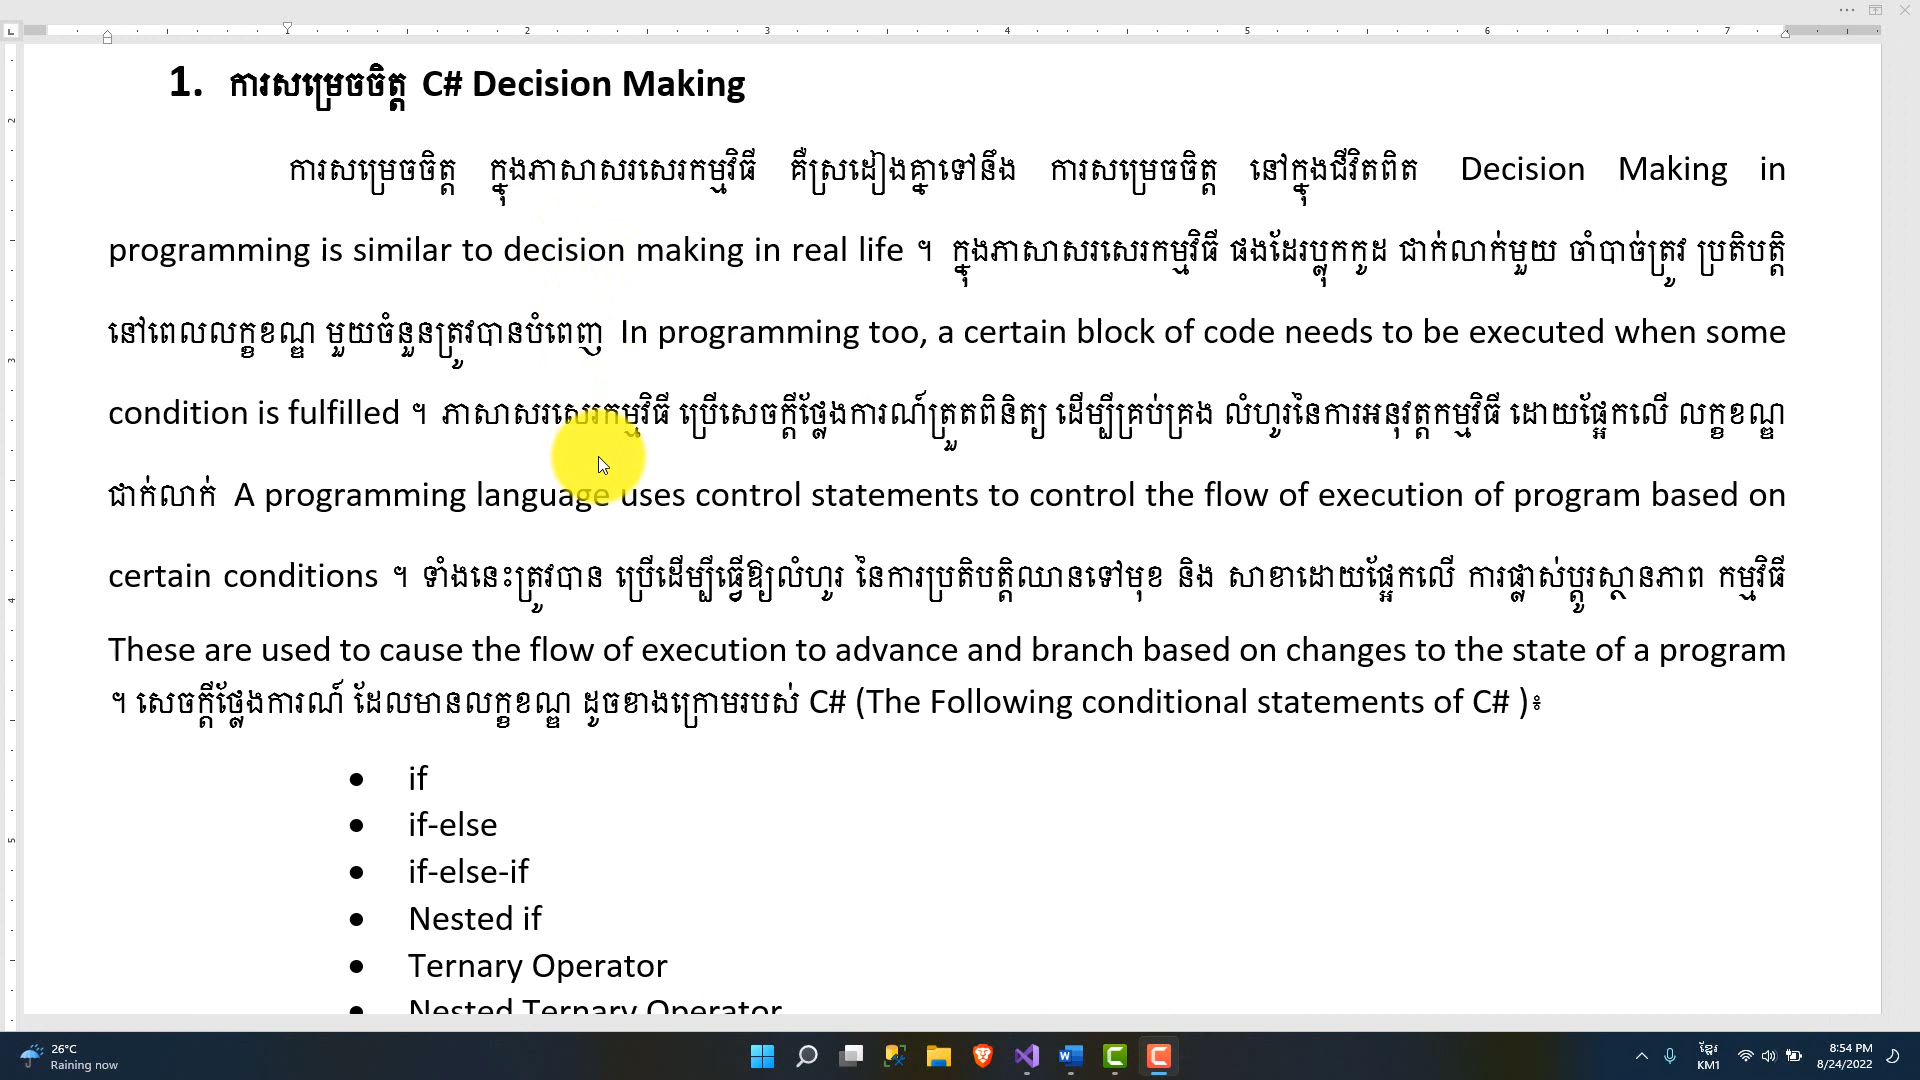 1. ការសម្រេចចិត្ត C# Decision Making
ការសម្រេចចិត្ត ក្នុងភាសាសរសេរកម្មវិធី គឺស្រដៀងគ្នាទៅនឹង ការសម្រេចចិត្ត នៅក្នុងជីវិតពិត Decision Making in
programming is similar to decision making in real life ។ ក្នុងភាសាសរសេរកម្មវិធី ផងដែរប្លុកកូដ ជាក់លាក់មួយ ចាំបាច់ត្រូវ ប្រតិបត្តិ
នៅពេលលក្ខខណ្ឌ មួយចំនួនត្រូវបានបំពេញ In programming too, a certain block of code needs to be executed when some
condition is fulfilled ។ ភាសាសរសេរកម្មវិធី ប្រើសេចក្តីថ្លែងការណ៍ត្រួតពិនិត្យ ដើម្បីគ្រប់គ្រង លំហូរនៃការអនុវត្តកម្មវិធី ដោយផ្អែកលើ លក្ខខណ្ឌ
ជាក់លាក់ A programming language uses control statements to control the flow of execution of program based on
certain conditions ។ ទាំងនេះត្រូវបាន ប្រើដើម្បីធ្វើឱ្យលំហូរ នៃការប្រតិបត្តិឈានទៅមុខ និង សាខាដោយផ្អែកលើ ការផ្លាស់ប្តូរស្ថានភាព កម្មវិធី
These are used to cause the flow of execution to advance and branch based on changes to the state of a program
។ សេចក្តីថ្លែងការណ៍ ដែលមានលក្ខខណ្ឌ ដូចខាងក្រោមរបស់ C# (The Following conditional statements of C# )៖
• if
• if-else
• if-else-if
• Nested if
• Ternary Operator
• Nested Ternary Operator
26°C
Raining now
ខ្មែរ
KM1
8:54 PM
8/24/2022